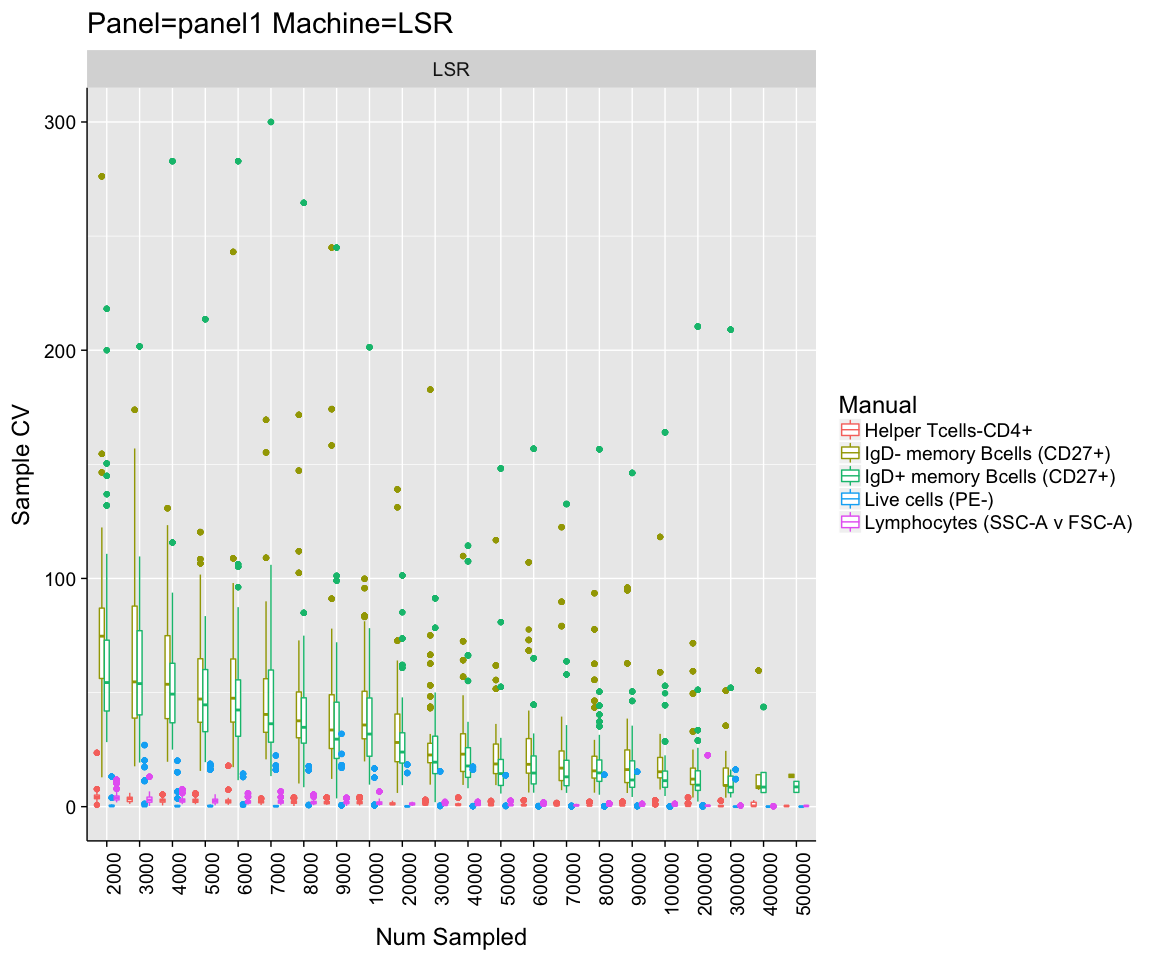 Panel=panel1 Machine=LSR
LSR
300
200
100
0
Sample CV
2000
3000
4000
5000
6000
7000
8000
9000
10000
20000
30000
40000
50000
60000
70000
80000
90000
100000
200000
300000
400000
500000
Num Sampled
Manual
Helper Tcells-CD4+
IgD- memory Bcells (CD27+)
IgD+ memory Bcells (CD27+)
Live cells (PE-)
Lymphocytes (SSC-A v FSC-A)